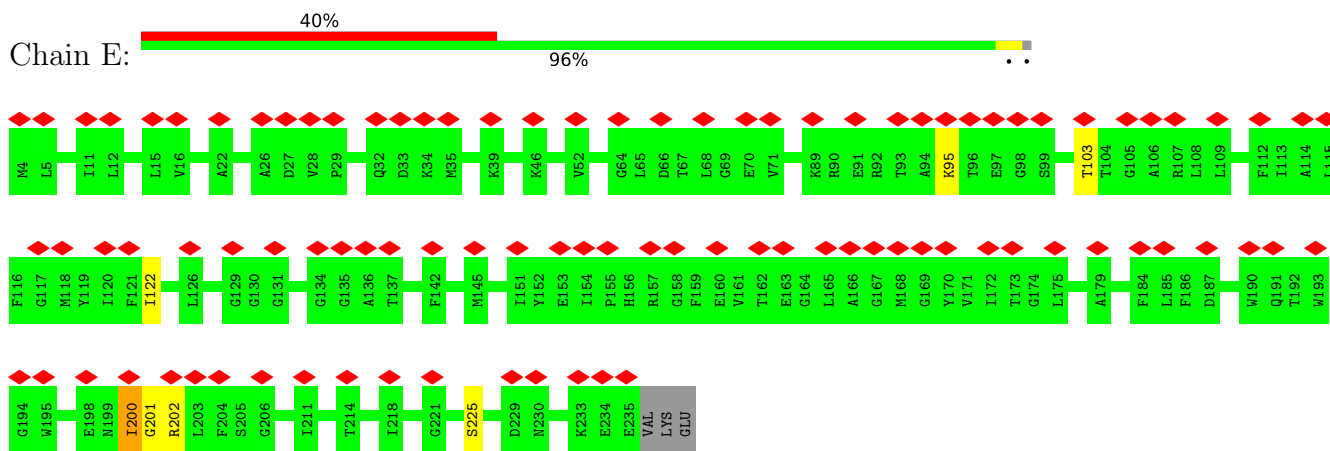 40%
Chain E:
96%
• •
M4 L5 I11 L12 L15 V16 A22 A26 D27 V28 P29 Q32 D33 K34 M35 K39 K46 V52 G64 L65 D66 T67 L68 G69 E70 V71 K89 R90 E91 R92 T93 A94 K95 T96 E97 G98 S99 T103 T104 G105 A106 R107 L108 L109 F112 I113 A114 L115
F116 G117 M118 Y119 I120 F121 I122 L126 G129 G130 G131 G134 G135 A136 T137 F142 M145 I151 Y152 E153 I154 P155 H156 R157 G158 F159 E160 V161 T162 E163 G164 L165 A166 G167 M168 G169 Y170 V171 I172 T173 G174 L175 A179 F184 L185 F186 D187 W190 Q191 T192 W193
G194 W195 E198 N199 I200 G201 R202 L203 F204 S205 G206 I211 T214 I218 G221 S225 D229 N230 K233 E234 E235 VAL LYS GLU